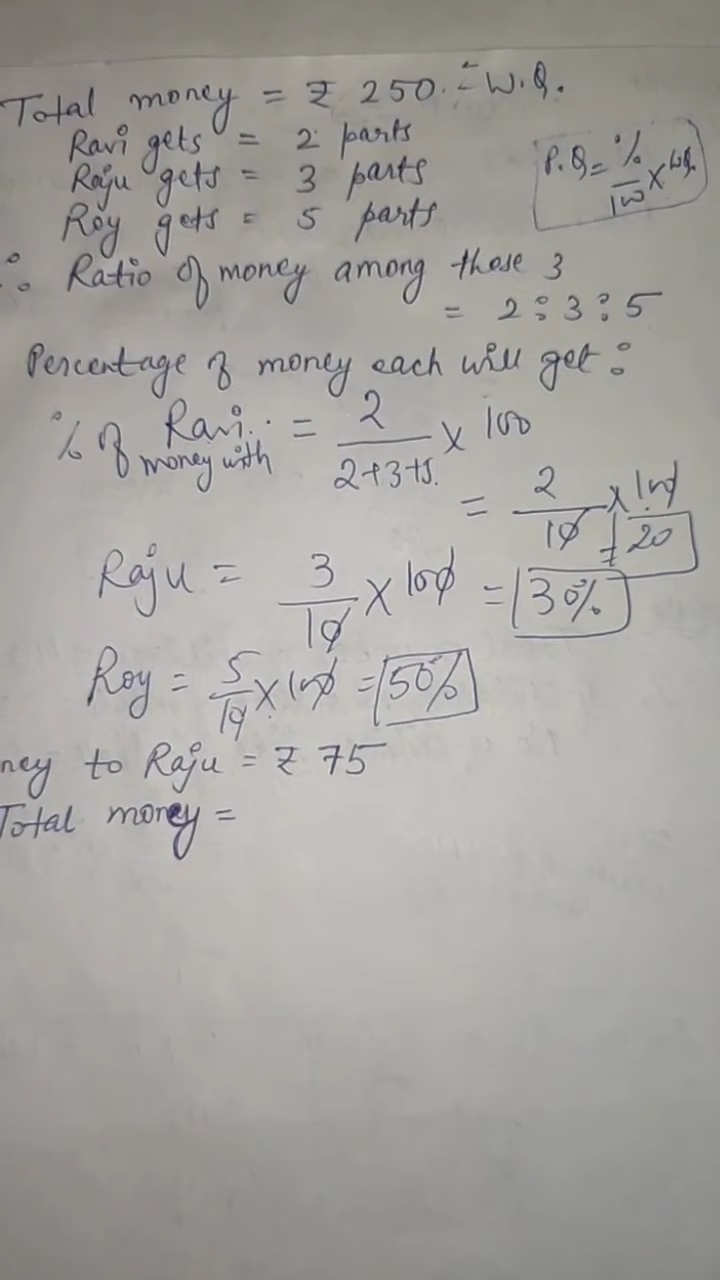 Total money = ₹ 250. = W.Q.
Ravi gets = 2 parts
Raju gets = 3 parts
P.Q = %/100 × W.Q.
Roy gets = 5 parts
∴ Ratio of money among these 3
= 2 : 3 : 5
Percentage of money each will get :
% of money with Ravi = 2/(2+3+5) × 100
= 2/10 × 100 = 20
Raju = 3/10 × 100 = 30%
Roy = 5/10 × 100 = 50%
ney to Raju = ₹ 75
Total money =